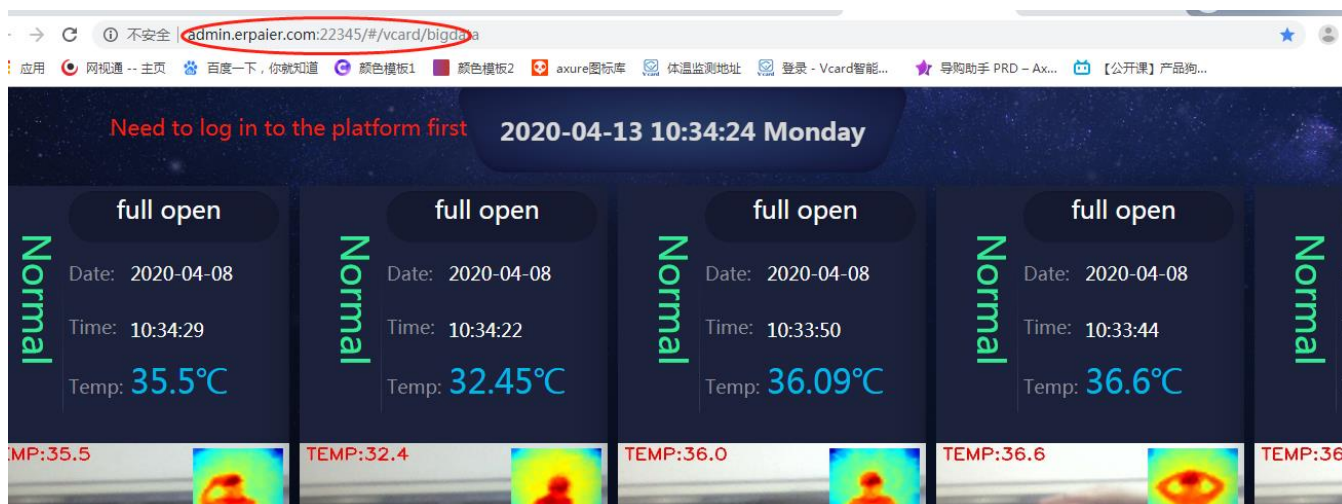 不安全 | admin.erpaier.com:22345/#/vcard/bigdata
应用 网视通 -- 主页 百度一下，你就知道 颜色模板1 颜色模板2 axure图标库 体温监测地址 登录 - Vcard智能... 导购助手 PRD – Ax... 【公开课】产品狗...
Need to log in to the platform first
2020-04-13 10:34:24 Monday
Normal
full open
Date: 2020-04-08
Time: 10:34:29
Temp: 35.5℃
Normal
full open
Date: 2020-04-08
Time: 10:34:22
Temp: 32.45℃
Normal
full open
Date: 2020-04-08
Time: 10:33:50
Temp: 36.09℃
Normal
full open
Date: 2020-04-08
Time: 10:33:44
Temp: 36.6℃
Normal
MP:35.5
TEMP:32.4
TEMP:36.0
TEMP:36.6
TEMP:36